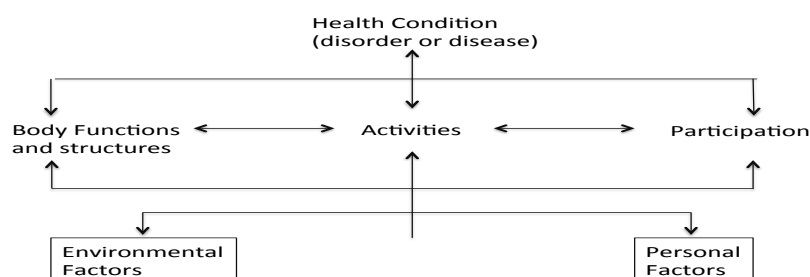 Health Condition
(disorder or disease)
Body Functions
and structures
Activities
Participation
Environmental
Factors
Personal
Factors